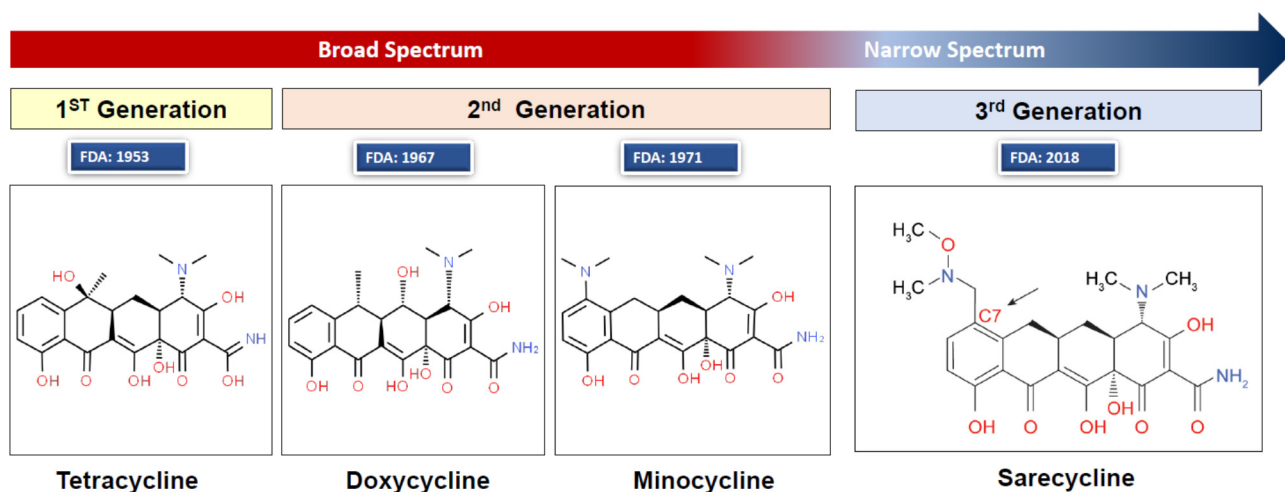 Broad Spectrum Narrow Spectrum
1ST Generation 2nd Generation 3rd Generation
FDA: 1953 FDA: 1967 FDA: 1971 FDA: 2018
HO N OH NH OH O OH OH O OH
OH N OH NH2 OH O OH OH O O
N N OH NH2 OH O OH OH O O
H3C O N H3C C7 H3C N CH3 OH NH2 OH O OH OH O O
Tetracycline Doxycycline Minocycline Sarecycline